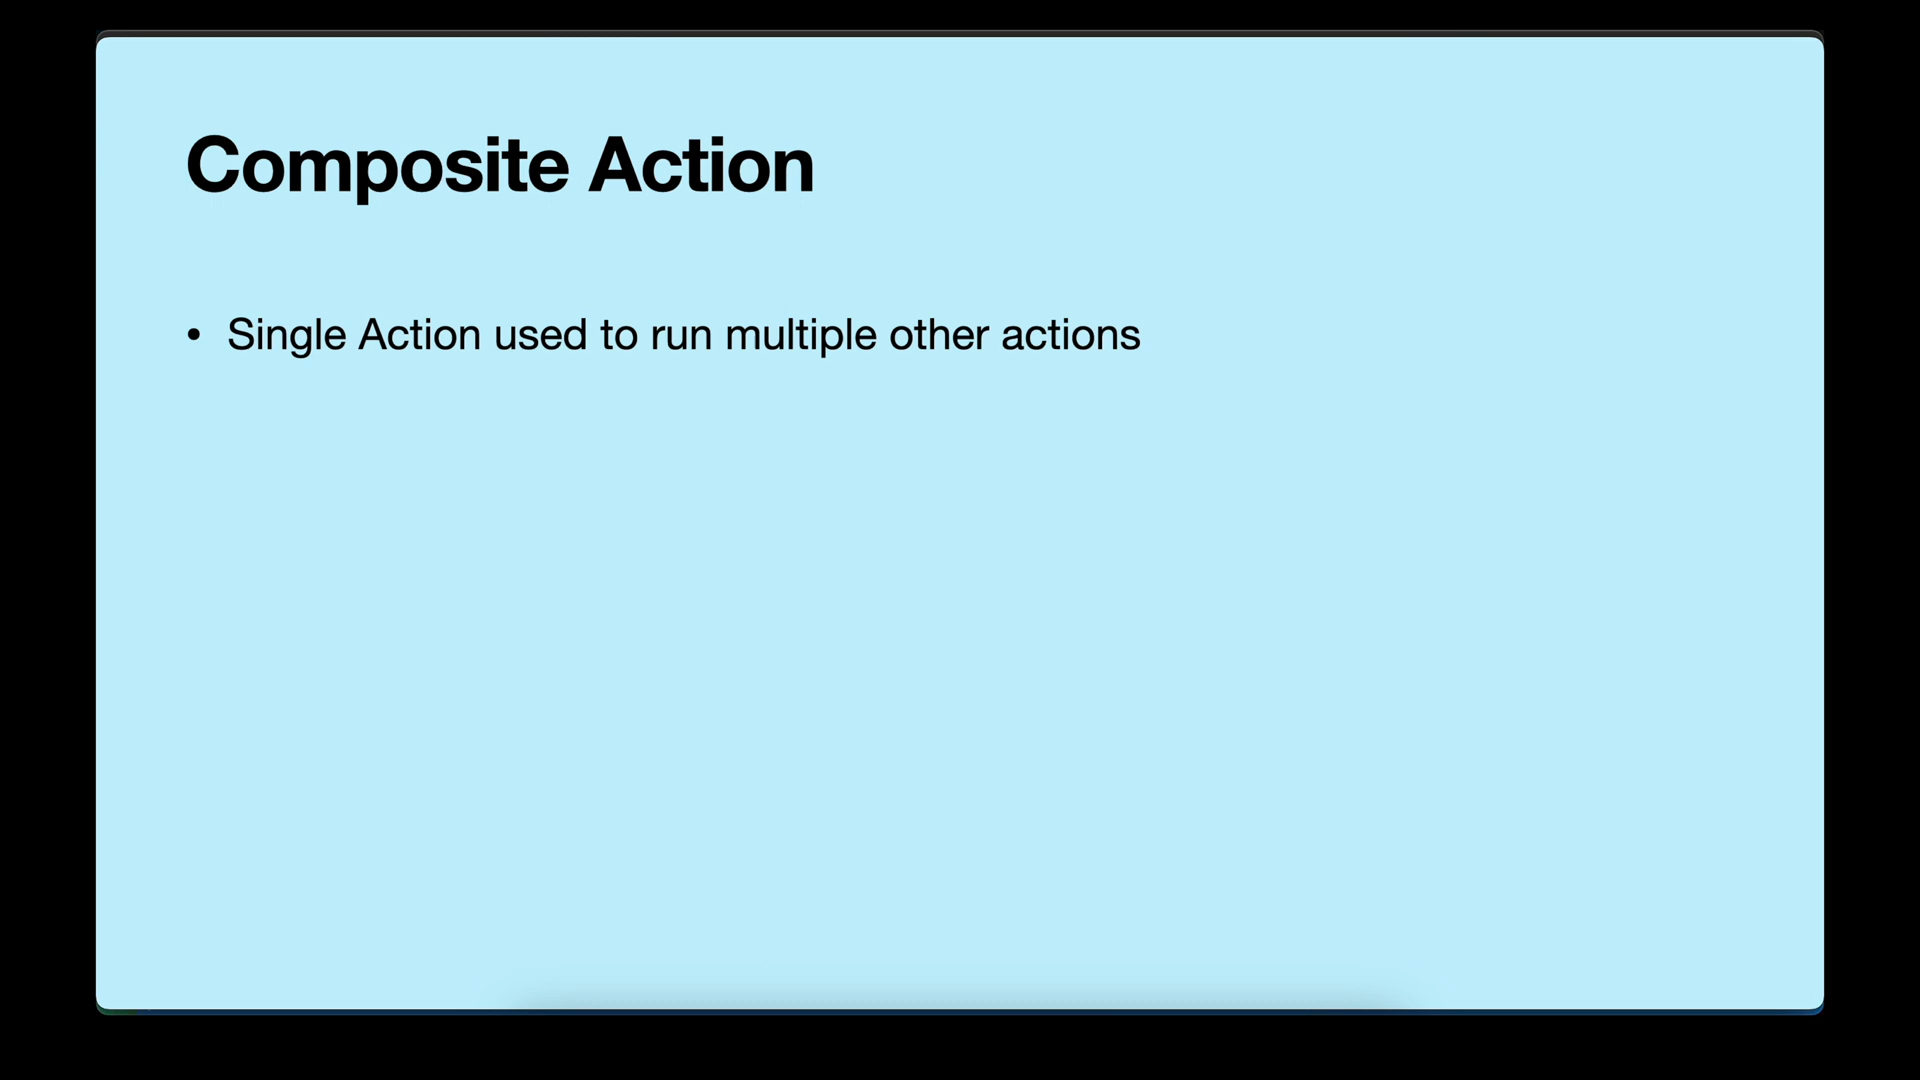 Composite Action
• Single Action used to run multiple other actions